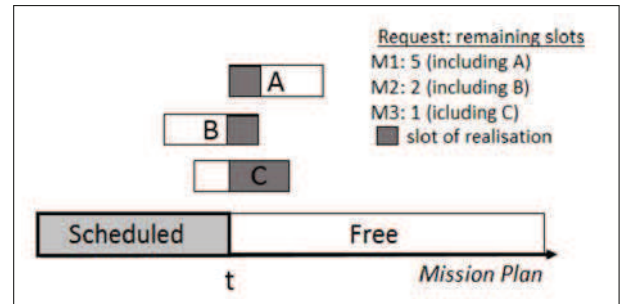 Request: remaining slots
M1: 5 (including A)
M2: 2 (including B)
M3: 1 (icluding C)
slot of realisation
A
B
C
Scheduled
Free
t
Mission Plan